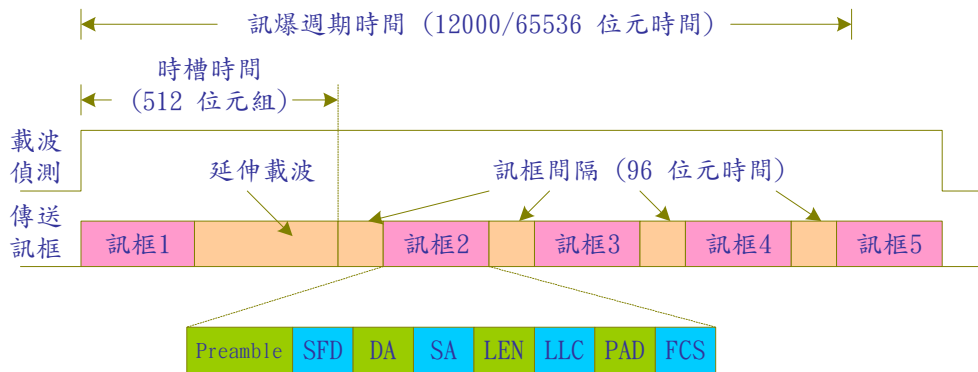 訊爆週期時間 (12000/65536 位元時間)
時槽時間
(512 位元組)
載波
偵測
延伸載波
訊框間隔 (96 位元時間)
傳送
訊框
訊框1
訊框2
訊框3
訊框4
訊框5
Preamble
SFD
DA
SA
LEN
LLC
PAD
FCS